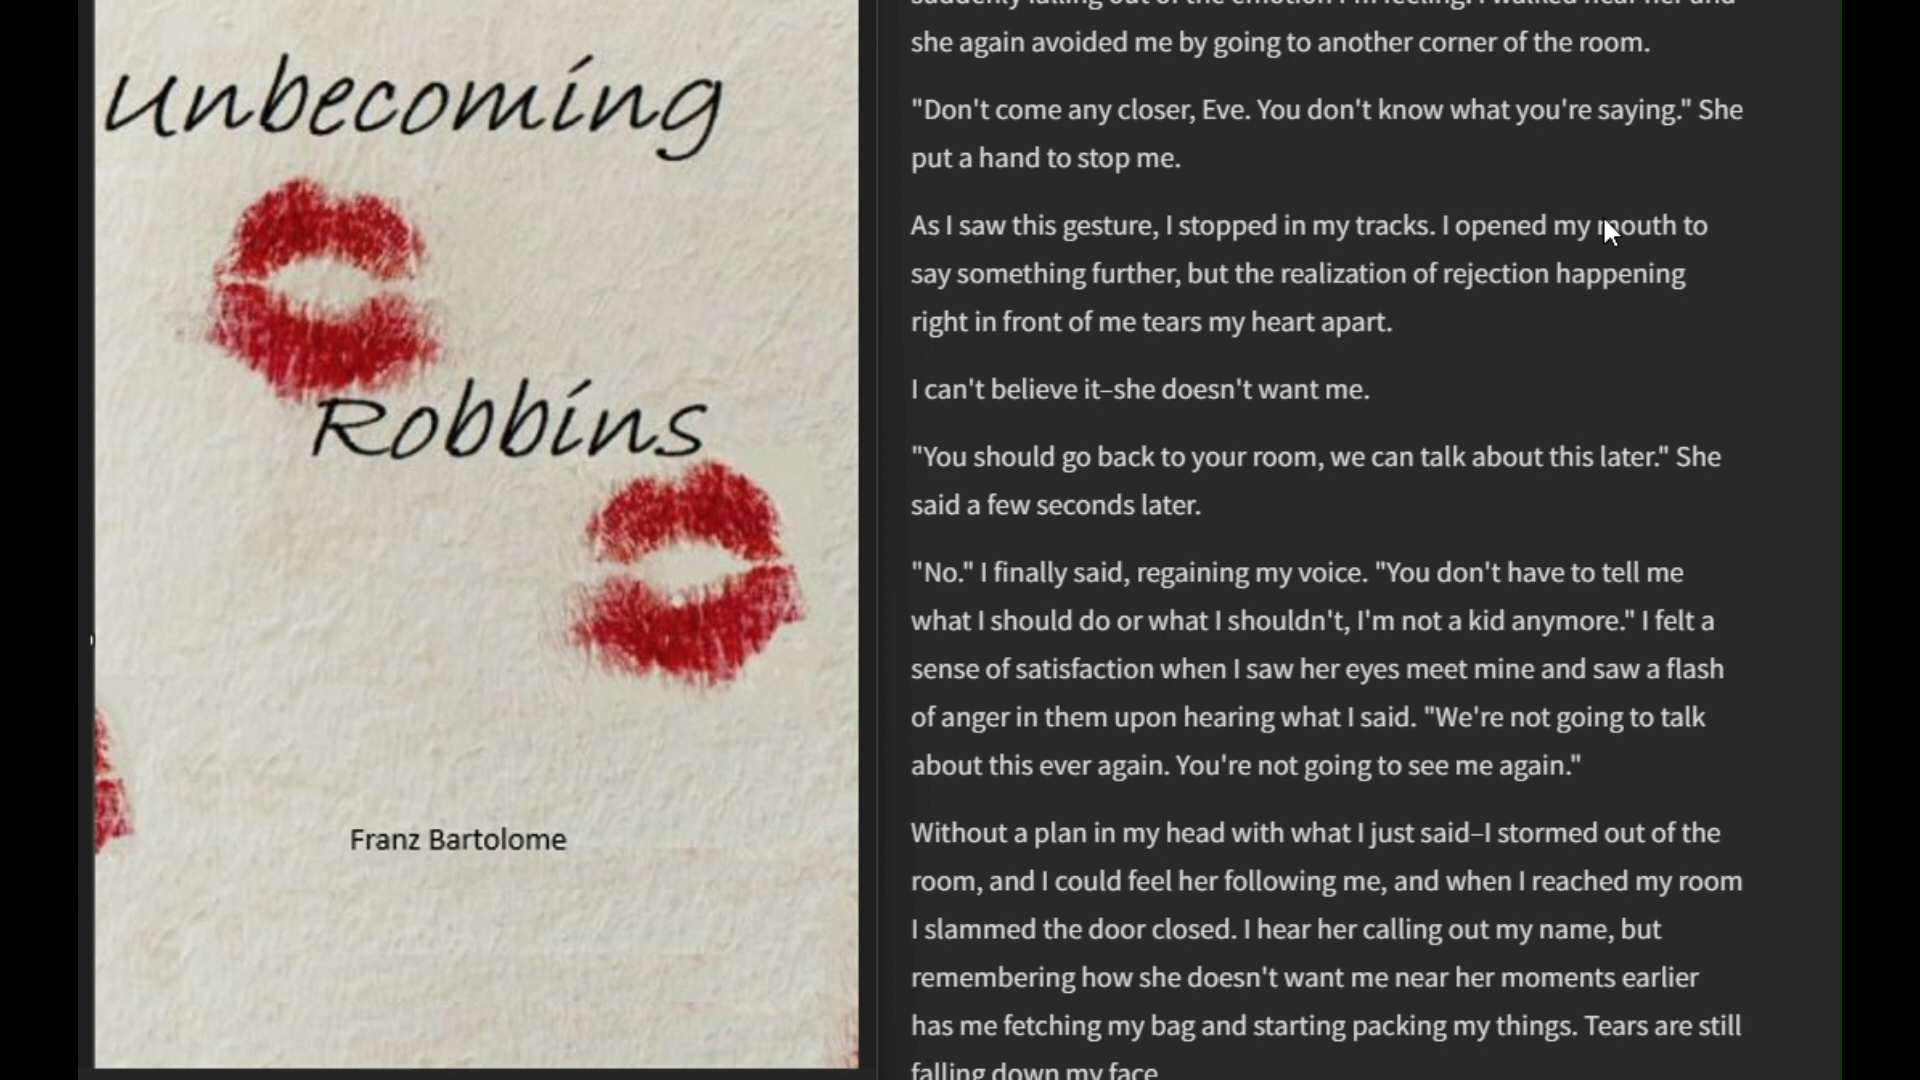 Unbecoming
Robbins
Franz Bartolome
suddenly falling out of the emotion I'm feeling. I walked near her and
she again avoided me by going to another corner of the room.
"Don't come any closer, Eve. You don't know what you're saying." She
put a hand to stop me.
As I saw this gesture, I stopped in my tracks. I opened my mouth to
say something further, but the realization of rejection happening
right in front of me tears my heart apart.
I can't believe it–she doesn't want me.
"You should go back to your room, we can talk about this later." She
said a few seconds later.
"No." I finally said, regaining my voice. "You don't have to tell me
what I should do or what I shouldn't, I'm not a kid anymore." I felt a
sense of satisfaction when I saw her eyes meet mine and saw a flash
of anger in them upon hearing what I said. "We're not going to talk
about this ever again. You're not going to see me again."
Without a plan in my head with what I just said–I stormed out of the
room, and I could feel her following me, and when I reached my room
I slammed the door closed. I hear her calling out my name, but
remembering how she doesn't want me near her moments earlier
has me fetching my bag and starting packing my things. Tears are still
falling down my face